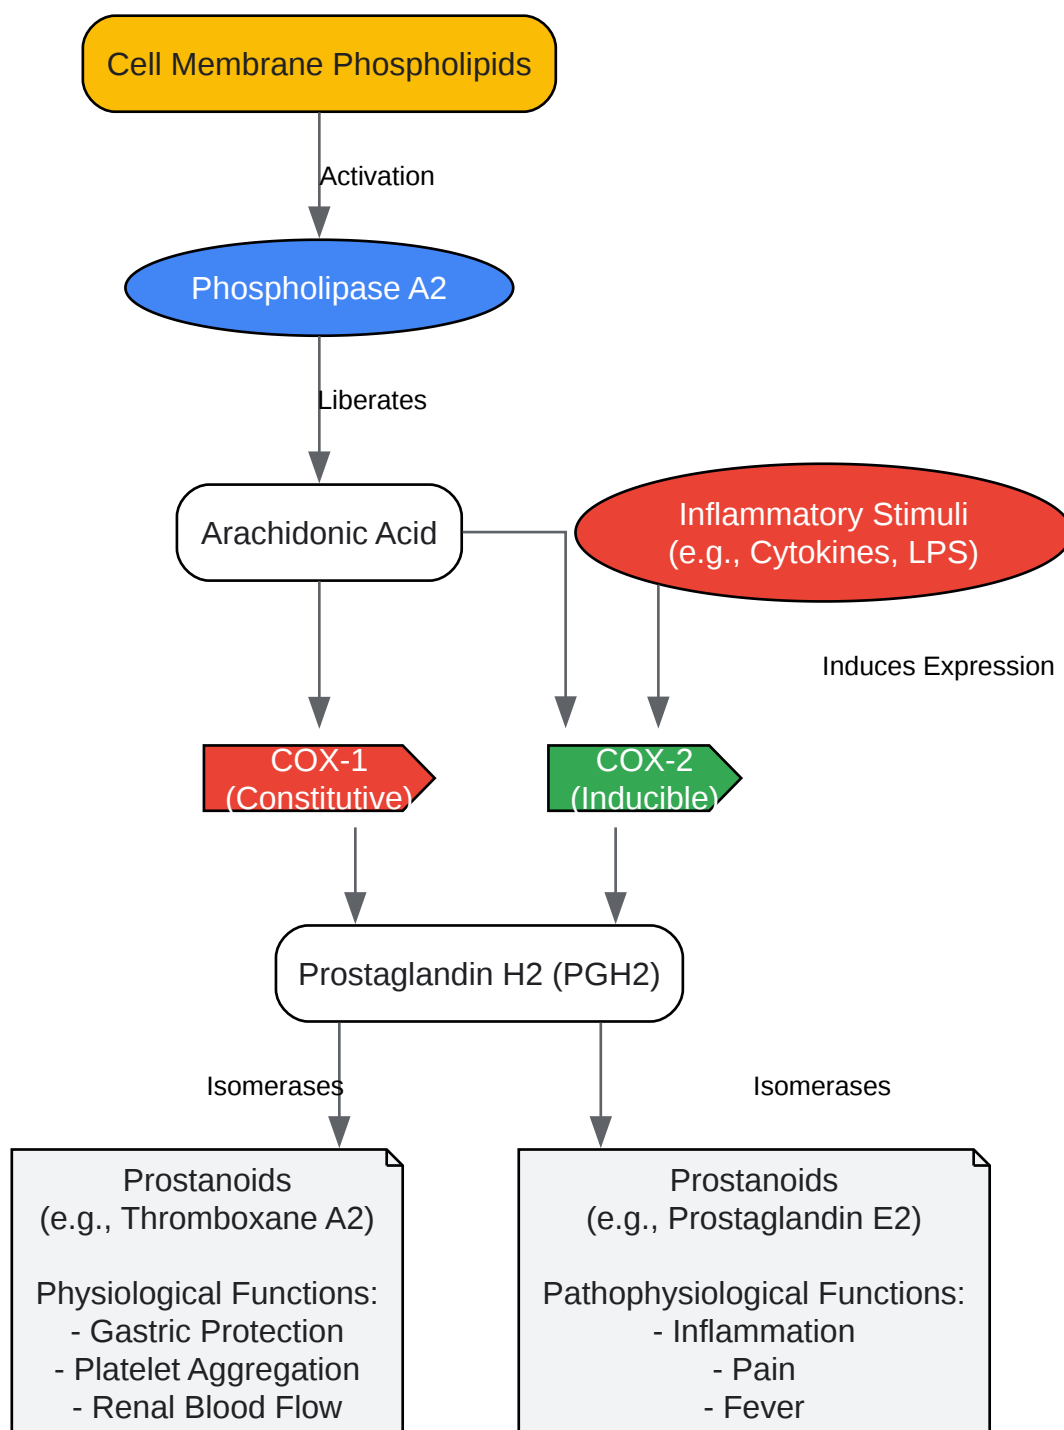 Cell Membrane Phospholipids
Activation
Phospholipase A2
Liberates
Arachidonic Acid
Inflammatory Stimuli
(e.g., Cytokines, LPS)
Induces Expression
COX-1
(Constitutive)
COX-2
(Inducible)
Prostaglandin H2 (PGH2)
Isomerases
Isomerases
Prostanoids
(e.g., Thromboxane A2)
Physiological Functions:
- Gastric Protection
- Platelet Aggregation
- Renal Blood Flow
Prostanoids
(e.g., Prostaglandin E2)
Pathophysiological Functions:
- Inflammation
- Pain
- Fever